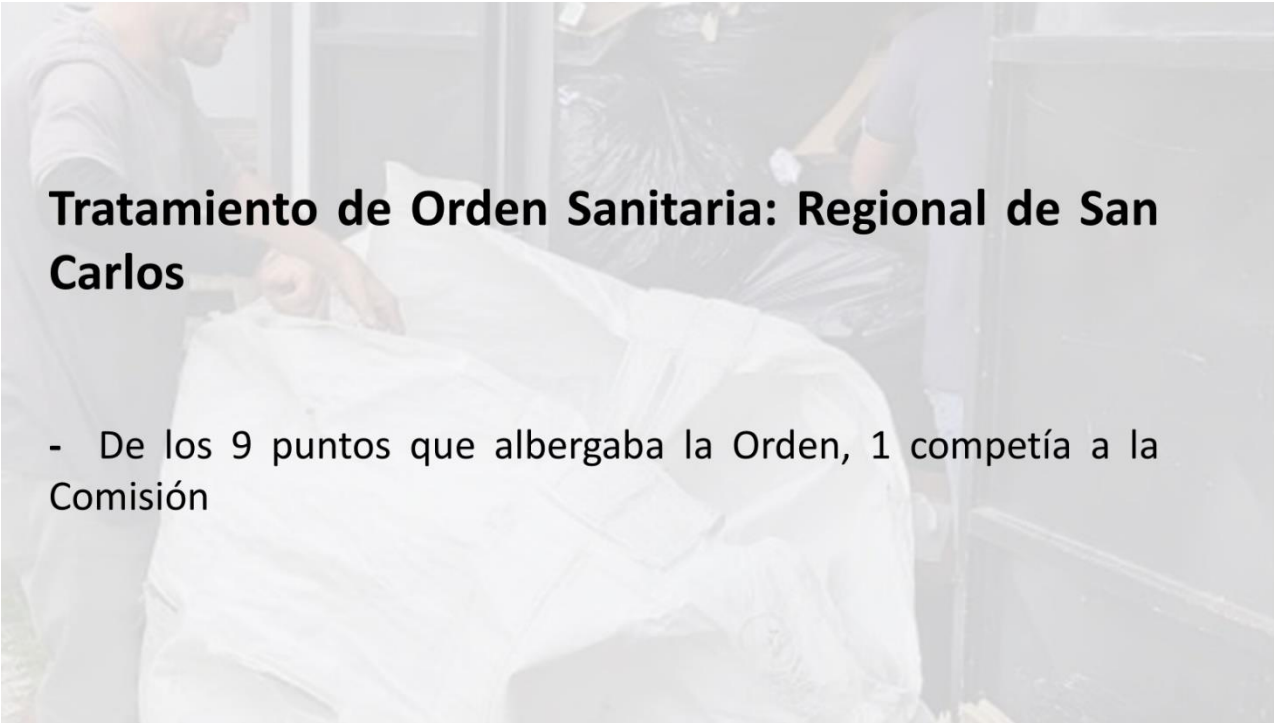 Tratamiento de Orden Sanitaria: Regional de San
Carlos
- De los 9 puntos que albergaba la Orden, 1 competía a la
Comisión